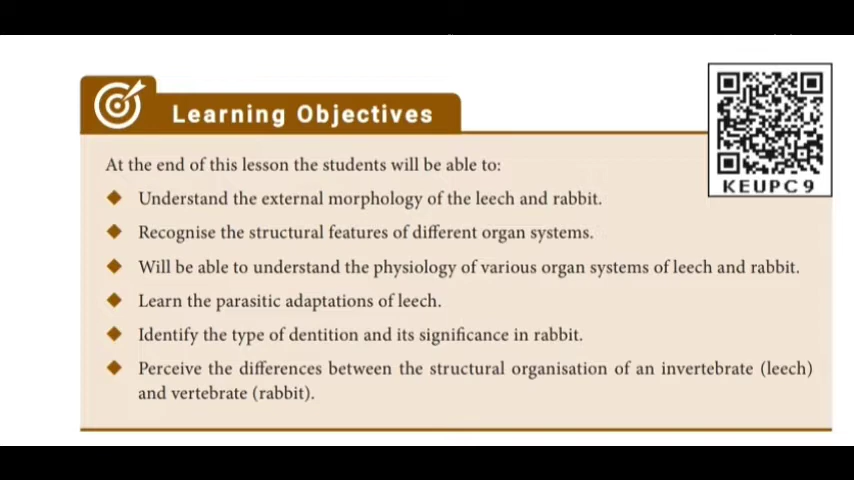 Learning Objectives
KEUPC9
At the end of this lesson the students will be able to:
Understand the external morphology of the leech and rabbit.
Recognise the structural features of different organ systems.
Will be able to understand the physiology of various organ systems of leech and rabbit.
Learn the parasitic adaptations of leech.
Identify the type of dentition and its significance in rabbit.
Perceive the differences between the structural organisation of an invertebrate (leech)
and vertebrate (rabbit).